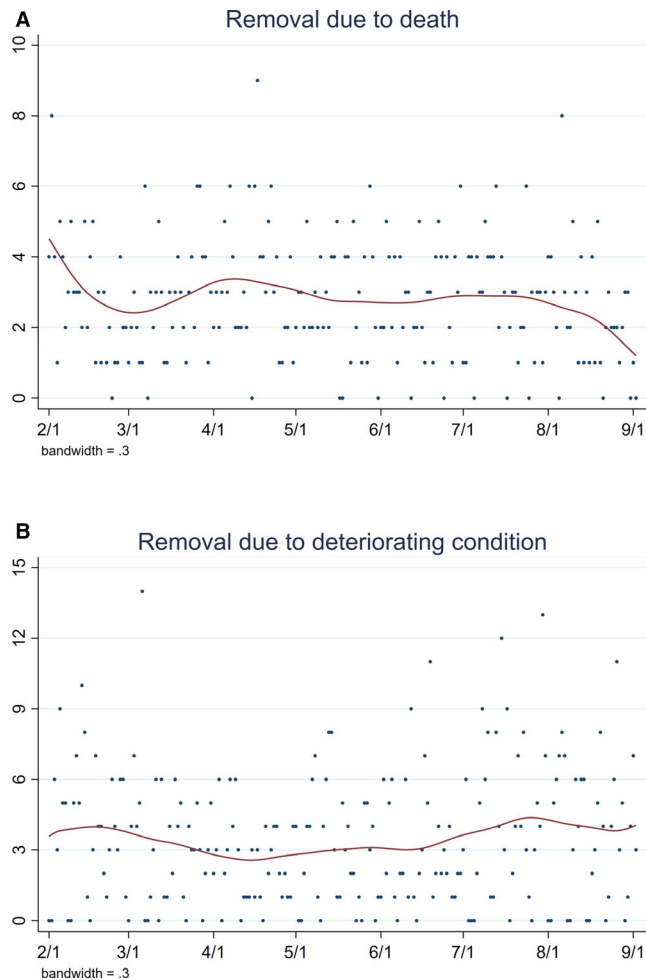 A
Removal due to death
10
8
6
4
2
0
2/1 3/1 4/1 5/1 6/1 7/1 8/1 9/1
bandwidth = .3
B
Removal due to deteriorating condition
15
12
9
6
3
0
2/1 3/1 4/1 5/1 6/1 7/1 8/1 9/1
bandwidth = .3